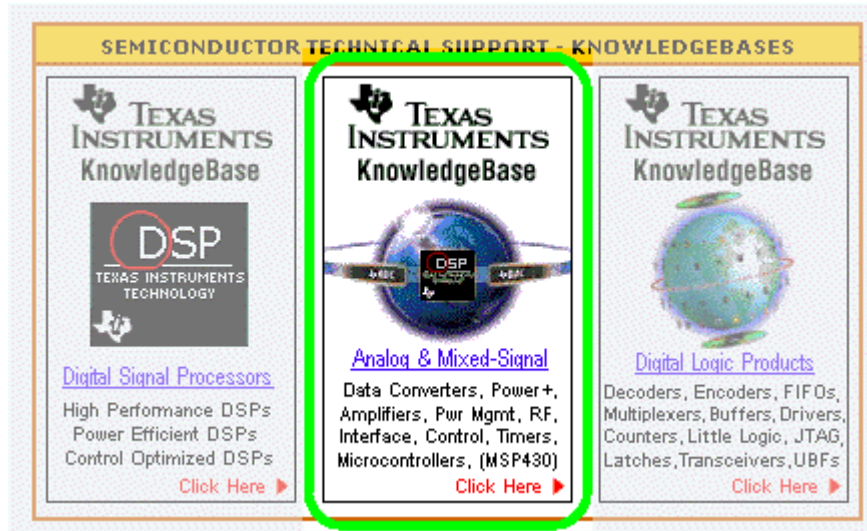 SEMICONDUCTOR TECHNICAL SUPPORT - KNOWLEDGEBASES
TEXAS
INSTRUMENTS
KnowledgeBase
DSP
TEXAS INSTRUMENTS
TECHNOLOGY
Digital Signal Processors
High Performance DSPs
Power Efficient DSPs
Control Optimized DSPs
Click Here
TEXAS
INSTRUMENTS
KnowledgeBase
DSP
Analog & Mixed-Signal
Data Converters, Power+,
Amplifiers, Pwr Mgmt, RF,
Interface, Control, Timers,
Microcontrollers, (MSP430)
Click Here
TEXAS
INSTRUMENTS
KnowledgeBase
Digital Logic Products
Decoders, Encoders, FIFOs,
Multiplexers, Buffers, Drivers,
Counters, Little Logic, JTAG,
Latches,Transceivers,UBFs
Click Here